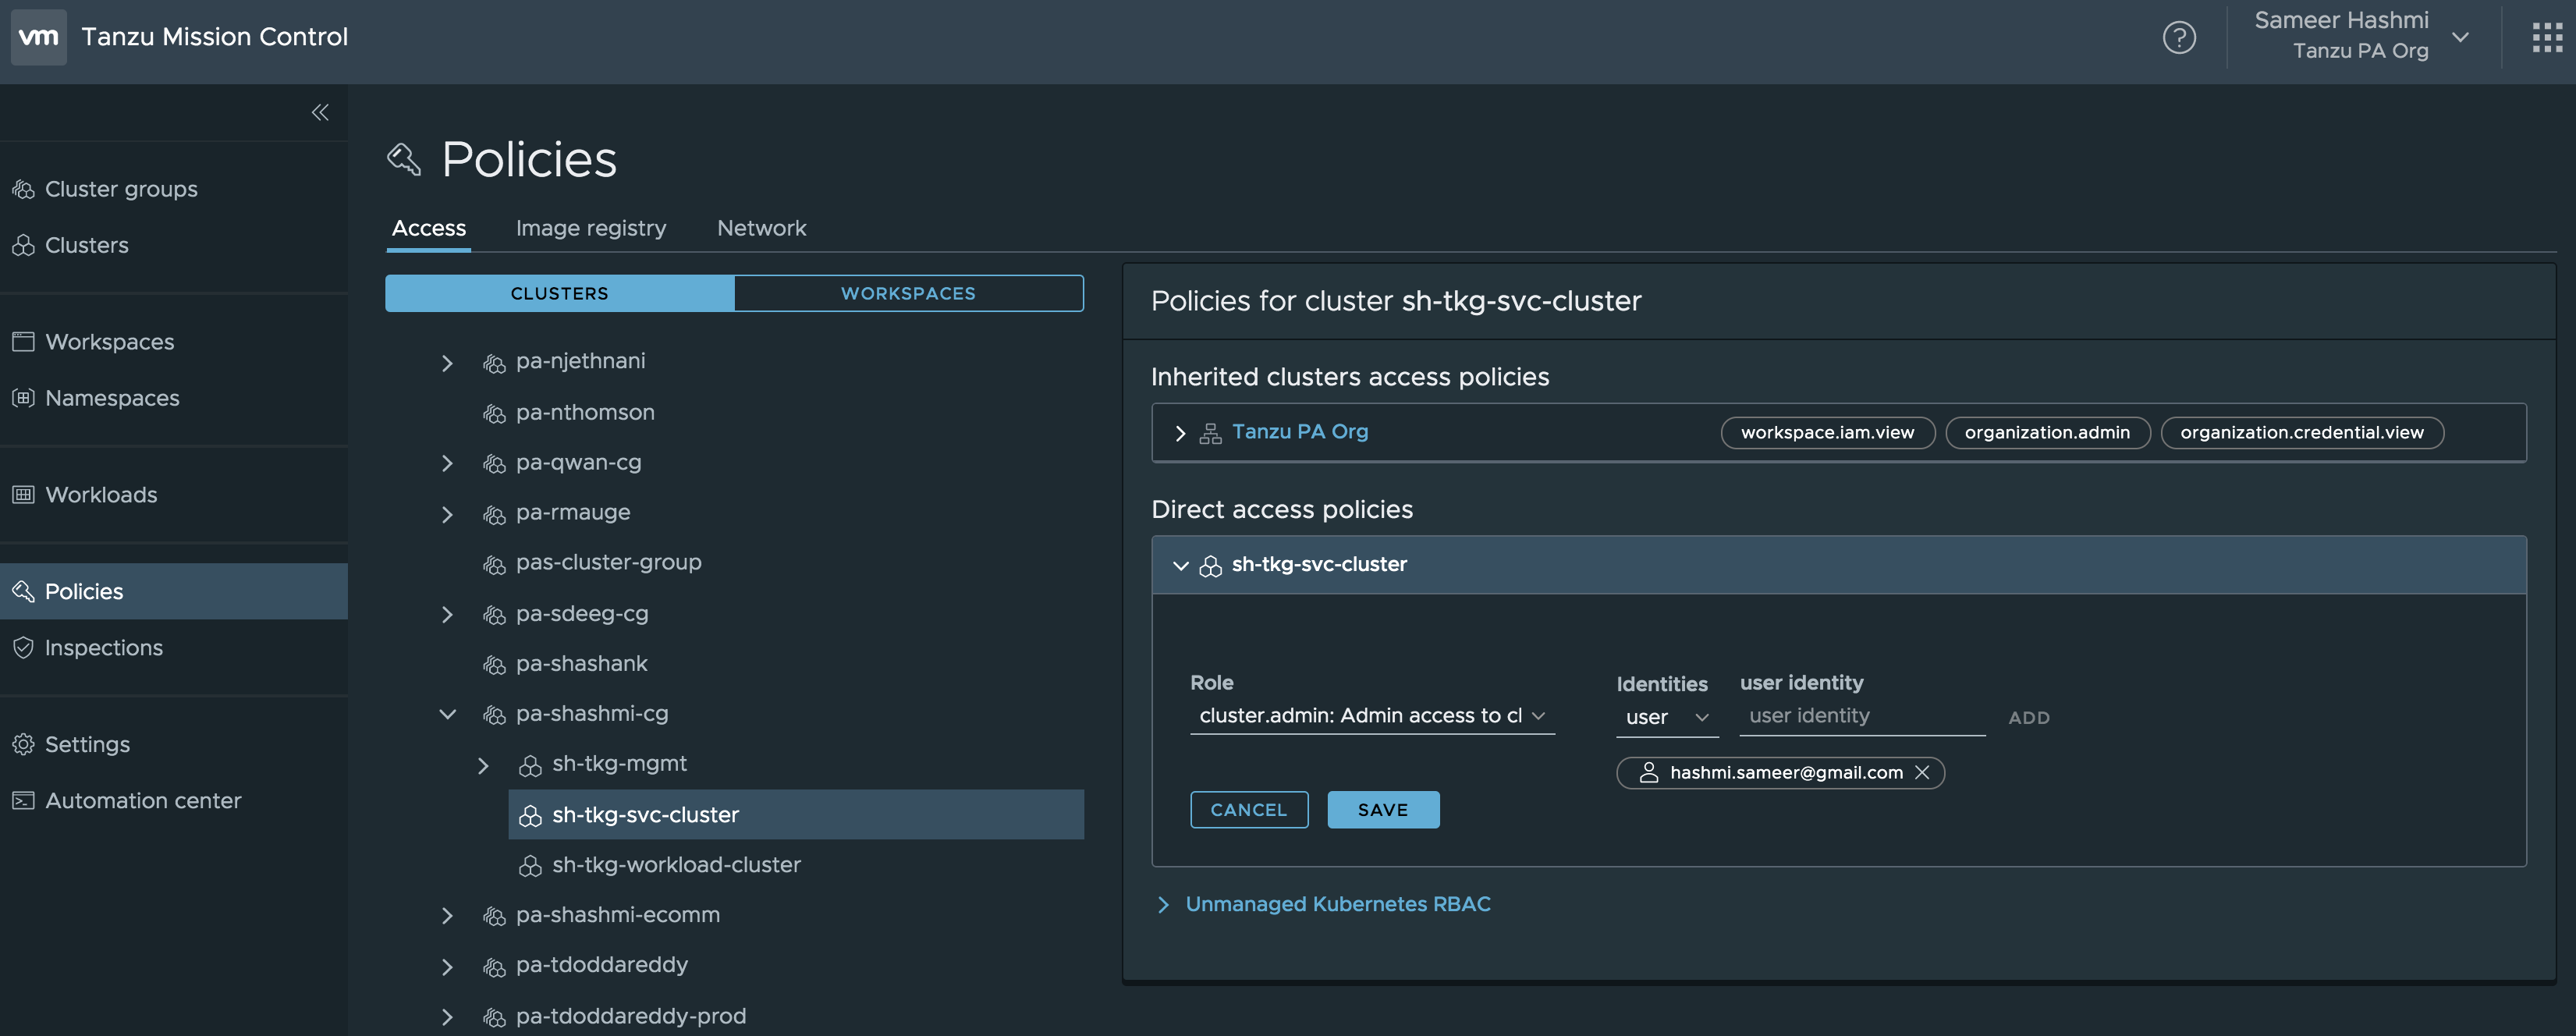 vm Tanzu Mission Control
Sameer Hashmi
Tanzu PA Org
Cluster groups
Clusters
Workspaces
Namespaces
Workloads
Policies
Inspections
Settings
Automation center
Policies
Access Image registry Network
CLUSTERS WORKSPACES
pa-njethnani
pa-nthomson
pa-qwan-cg
pa-rmauge
pas-cluster-group
pa-sdeeg-cg
pa-shashank
pa-shashmi-cg
sh-tkg-mgmt
sh-tkg-svc-cluster
sh-tkg-workload-cluster
pa-shashmi-ecomm
pa-tdoddareddy
pa-tdoddareddy-prod
Policies for cluster sh-tkg-svc-cluster
Inherited clusters access policies
Tanzu PA Org workspace.iam.view organization.admin organization.credential.view
Direct access policies
sh-tkg-svc-cluster
Role Identities user identity
cluster.admin: Admin access to cl user user identity ADD
hashmi.sameer@gmail.com
CANCEL SAVE
Unmanaged Kubernetes RBAC